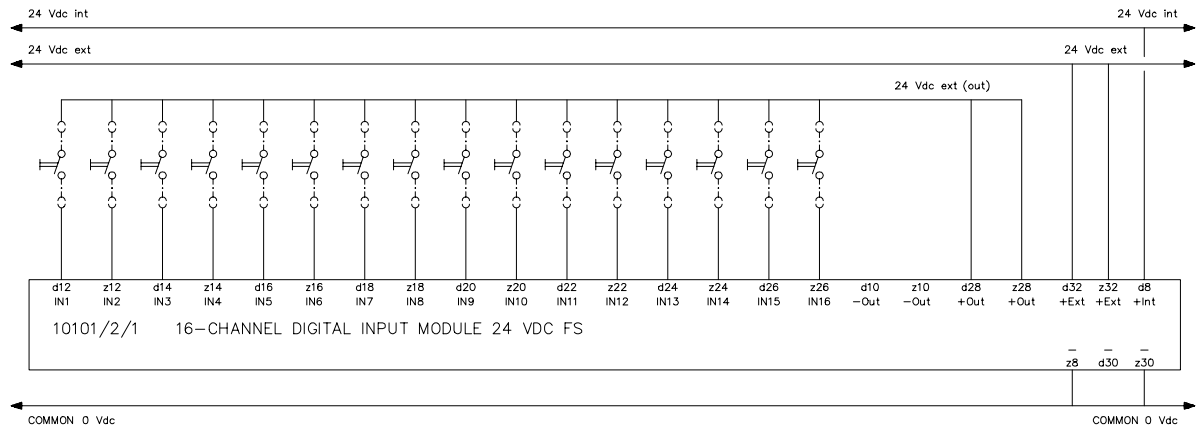 24 Vdc int 24 Vdc int
24 Vdc ext 24 Vdc ext
24 Vdc ext (out)
d12 z12 d14 z14 d16 z16 d18 z18 d20 z20 d22 z22 d24 z24 d26 z26 d10 z10 d28 z28 d32 z32 d8
IN1 IN2 IN3 IN4 IN5 IN6 IN7 IN8 IN9 IN10 IN11 IN12 IN13 IN14 IN15 IN16 −Out −Out +Out +Out +Ext +Ext +Int
10101/2/1 16−CHANNEL DIGITAL INPUT MODULE 24 VDC FS
− − −
z8 d30 z30
COMMON 0 Vdc COMMON 0 Vdc